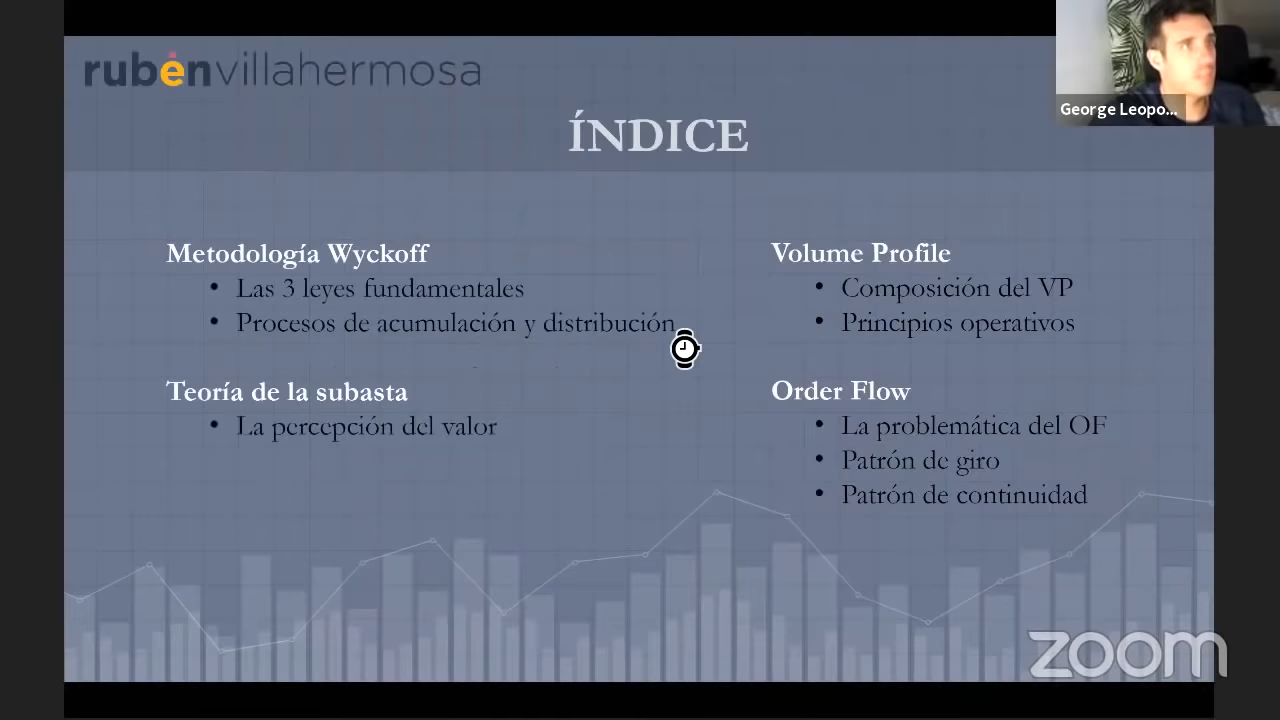 rubénvillahermosa
George Leopo...
ÍNDICE
Metodología Wyckoff
• Las 3 leyes fundamentales
• Procesos de acumulación y distribución
Teoría de la subasta
• La percepción del valor
Volume Profile
• Composición del VP
• Principios operativos
Order Flow
• La problemática del OF
• Patrón de giro
• Patrón de continuidad
zoom